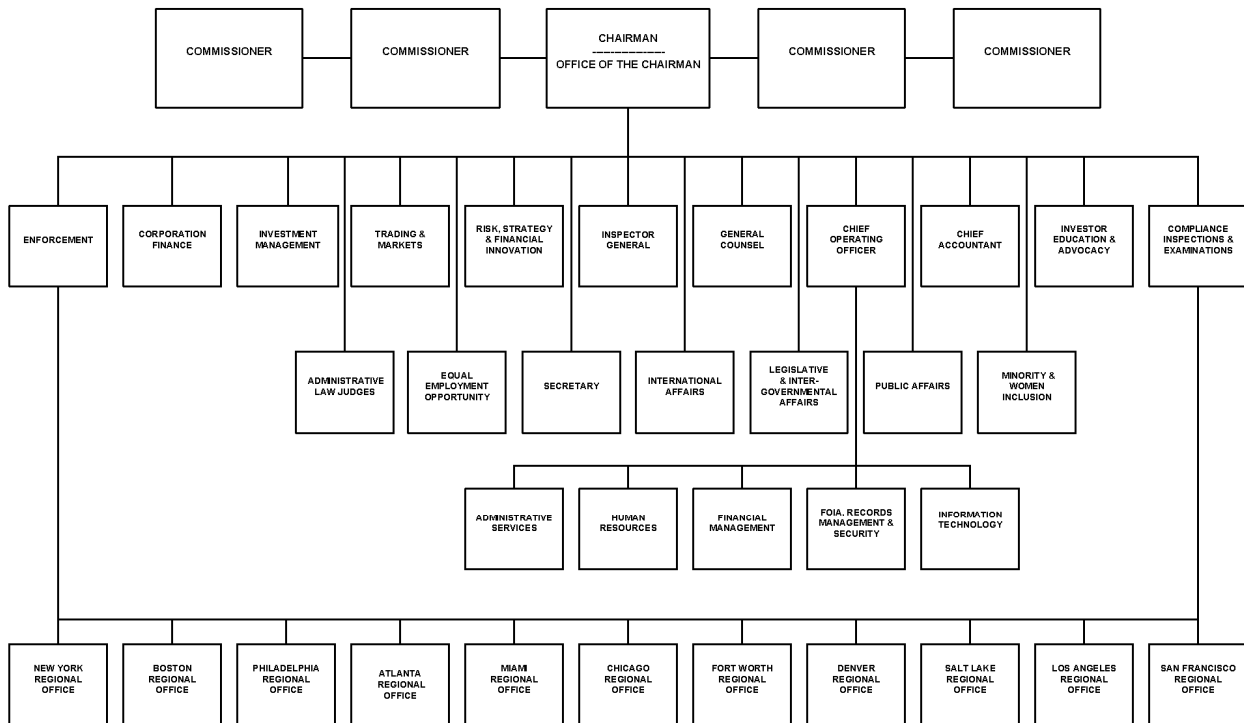 COMMISSIONER
COMMISSIONER
CHAIRMAN
-------------------
OFFICE OF THE CHAIRMAN
COMMISSIONER
COMMISSIONER
ENFORCEMENT
CORPORATION
FINANCE
INVESTMENT
MANAGEMENT
TRADING &
MARKETS
RISK, STRATEGY
& FINANCIAL
INNOVATION
INSPECTOR
GENERAL
GENERAL
COUNSEL
CHIEF
OPERATING
OFFICER
CHIEF
ACCOUNTANT
INVESTOR
EDUCATION &
ADVOCACY
COMPLIANCE
INSPECTIONS &
EXAMINATIONS
ADMINISTRATIVE
LAW JUDGES
EQUAL
EMPLOYMENT
OPPORTUNITY
SECRETARY
INTERNATIONAL
AFFAIRS
LEGISLATIVE
& INTER-
GOVERNMENTAL
AFFAIRS
PUBLIC AFFAIRS
MINORITY &
WOMEN
INCLUSION
ADMINISTRATIVE
SERVICES
HUMAN
RESOURCES
FINANCIAL
MANAGEMENT
FOIA, RECORDS
MANAGEMENT &
SECURITY
INFORMATION
TECHNOLOGY
NEW YORK
REGIONAL
OFFICE
BOSTON
REGIONAL
OFFICE
PHILADELPHIA
REGIONAL
OFFICE
ATLANTA
REGIONAL
OFFICE
MIAMI
REGIONAL
OFFICE
CHICAGO
REGIONAL
OFFICE
FORT WORTH
REGIONAL
OFFICE
DENVER
REGIONAL
OFFICE
SALT LAKE
REGIONAL
OFFICE
LOS ANGELES
REGIONAL
OFFICE
SAN FRANCISCO
REGIONAL
OFFICE